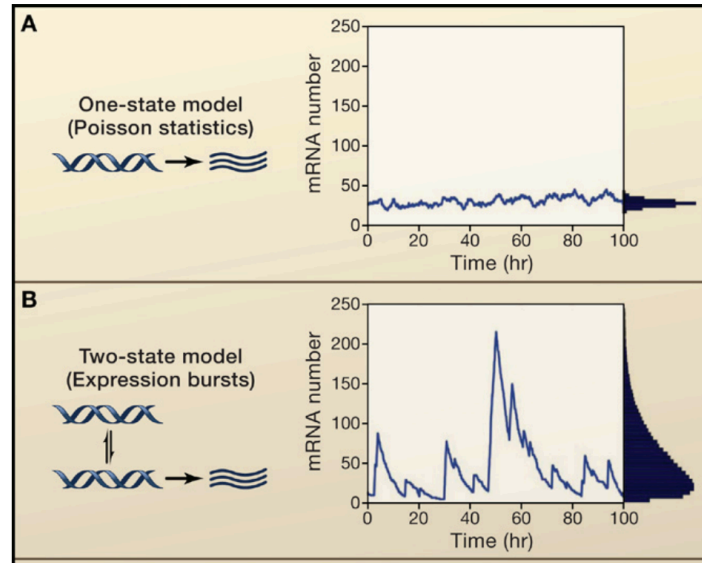 A
One-state model
(Poisson statistics)
mRNA number
250
200
150
100
50
0
0 20 40 60 80 100
Time (hr)
B
Two-state model
(Expression bursts)
mRNA number
250
200
150
100
50
0
0 20 40 60 80 100
Time (hr)